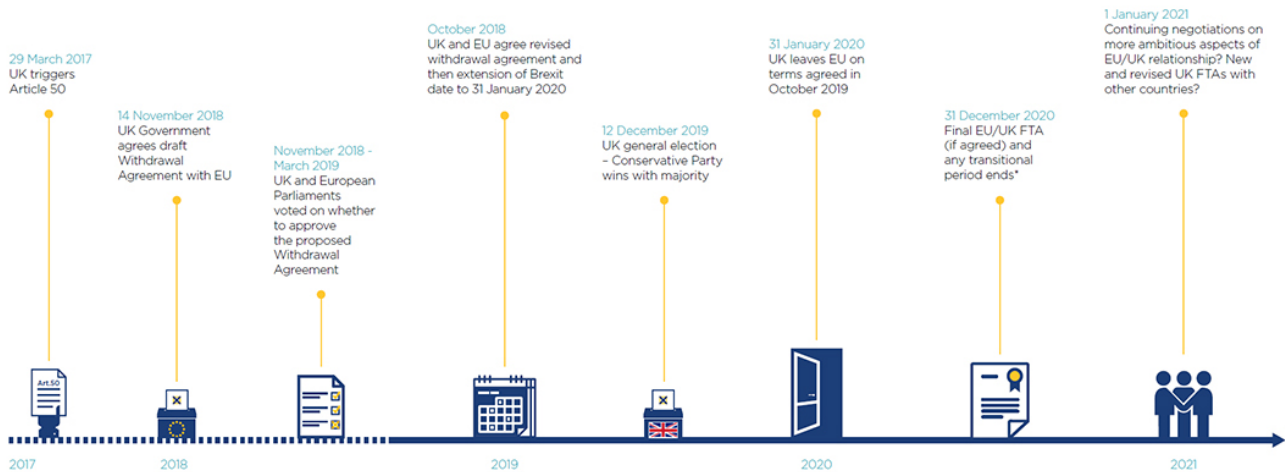 29 March 2017
UK triggers
Article 50
14 November 2018
UK Government
agrees draft
Withdrawal
Agreement with EU
November 2018 -
March 2019
UK and European
Parliaments
voted on whether
to approve
the proposed
Withdrawal
Agreement
October 2018
UK and EU agree revised
withdrawal agreement and
then extension of Brexit
date to 31 January 2020
12 December 2019
UK general election
– Conservative Party
wins with majority
31 January 2020
UK leaves EU on
terms agreed in
October 2019
31 December 2020
Final EU/UK FTA
(if agreed) and
any transitional
period ends*
1 January 2021
Continuing negotiations on
more ambitious aspects of
EU/UK relationship? New
and revised UK FTAs with
other countries?
Art.50
2017
2018
2019
2020
2021